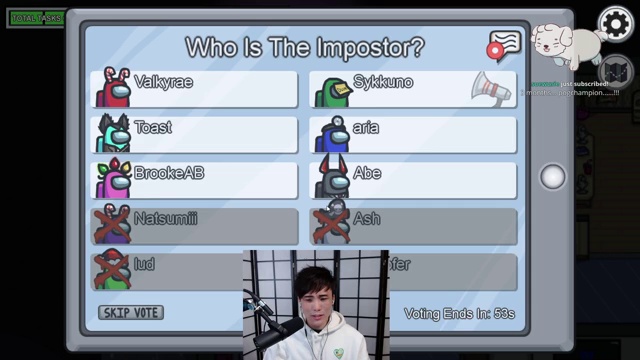 TOTAL TASKS
Who Is The Impostor?
Valkyrae
Sykkuno
Toast
aria
BrookeAB
Abe
Natsumiii
Ash
lud
fer
SKIP VOTE
Voting Ends In: 53s
just subscribed!